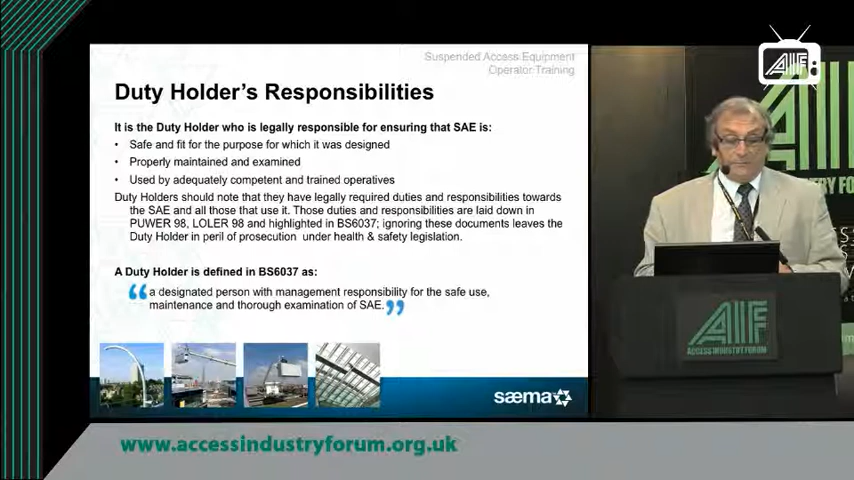 Suspended Access Equipment
Operator Training
AIF
Duty Holder's Responsibilities
It is the Duty Holder who is legally responsible for ensuring that SAE is:
• Safe and fit for the purpose for which it was designed
• Properly maintained and examined
• Used by adequately competent and trained operatives
Duty Holders should note that they have legally required duties and responsibilities towards
the SAE and all those that use it. Those duties and responsibilities are laid down in
PUWER 98, LOLER 98 and highlighted in BS6037; ignoring these documents leaves the
Duty Holder in peril of prosecution under health & safety legislation.
A Duty Holder is defined in BS6037 as:
“a designated person with management responsibility for the safe use,
maintenance and thorough examination of SAE.”
sæma
AIF
ACCESS INDUSTRY FORUM
www.accessindustryforum.org.uk